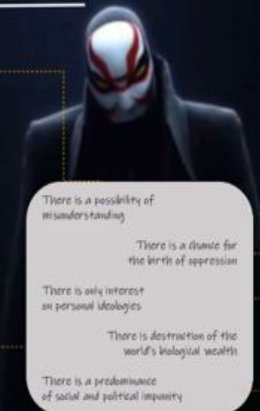 There is a possibility of
misunderstanding
There is a chance for
the birth of oppression
There is only interest
on personal ideologies
There is destruction of the
world's biological wealth
There is a predominance
of social and political impunity